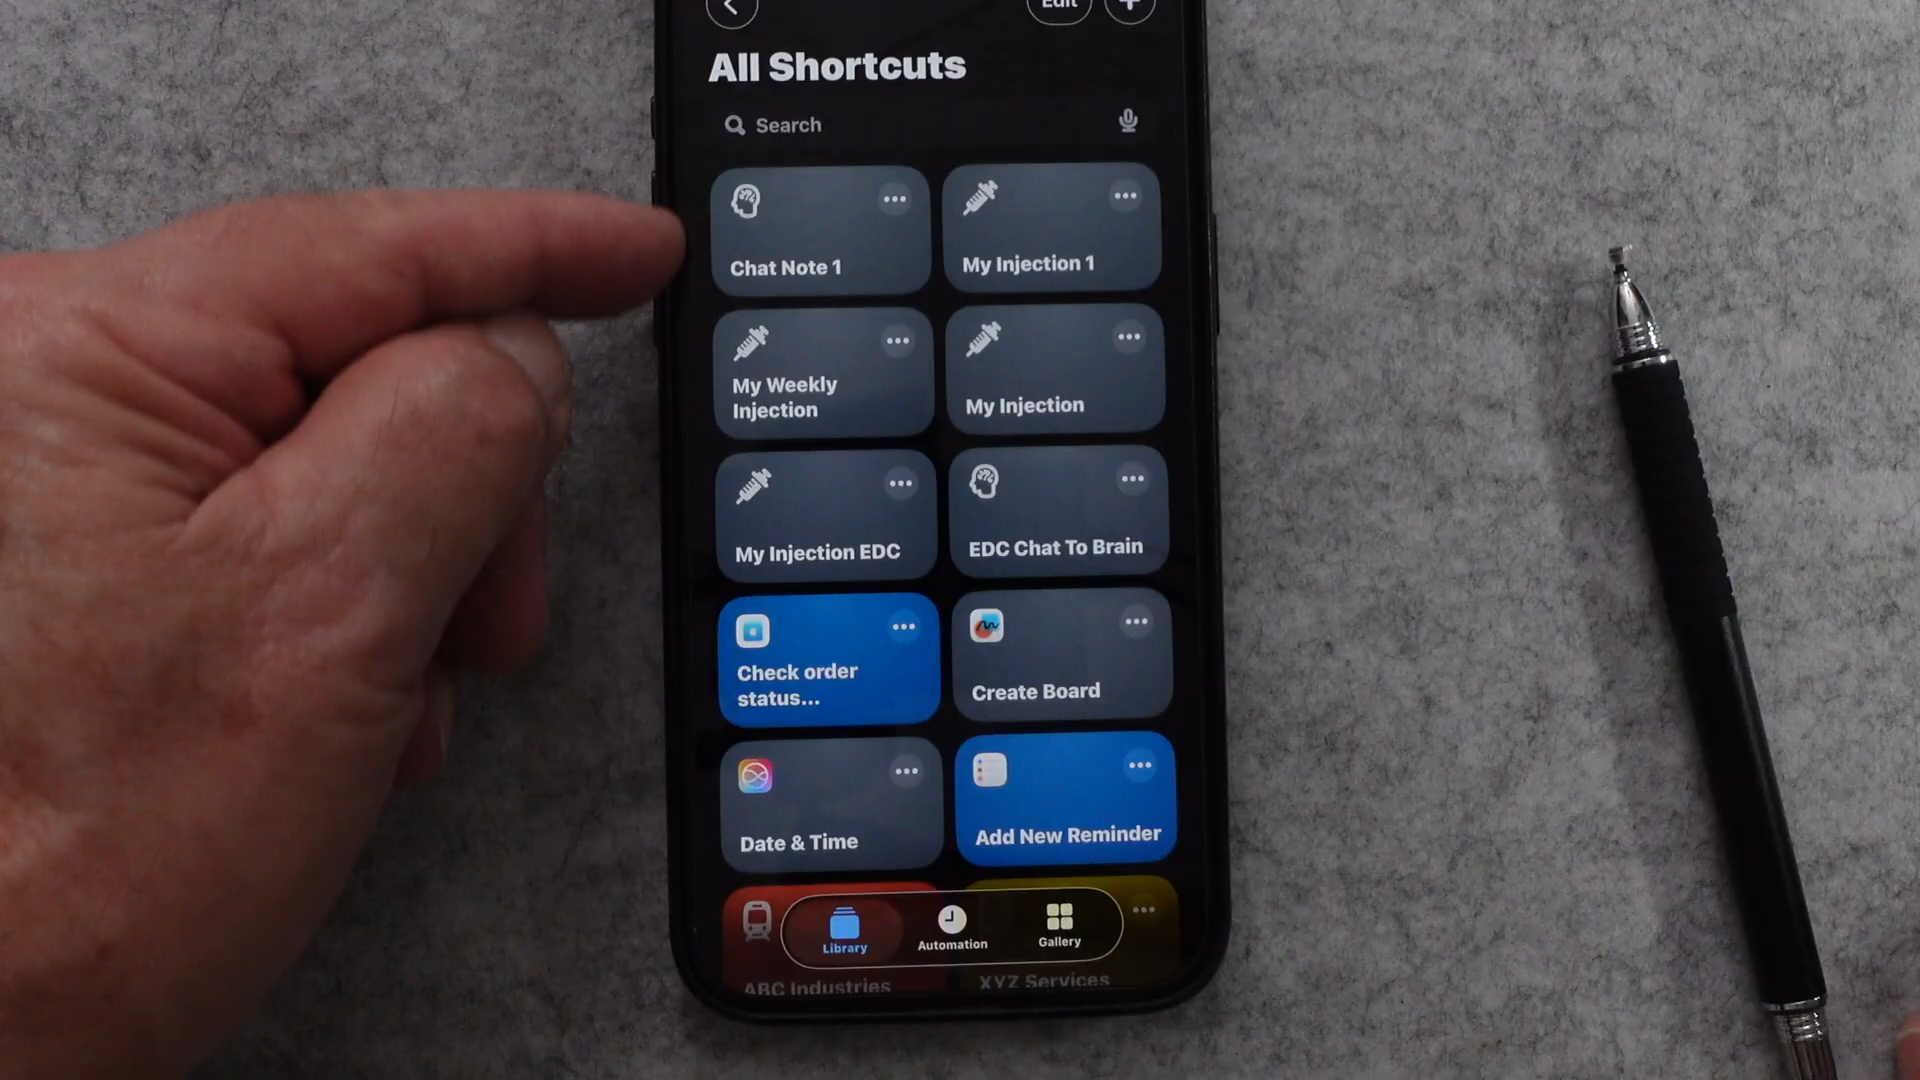 Edit
All Shortcuts
Search
Chat Note 1
My Injection 1
My Weekly
Injection
My Injection
My Injection EDC
EDC Chat To Brain
Check order
status...
Create Board
Date & Time
Add New Reminder
Library
Automation
Gallery
ABC Industries
XYZ Services